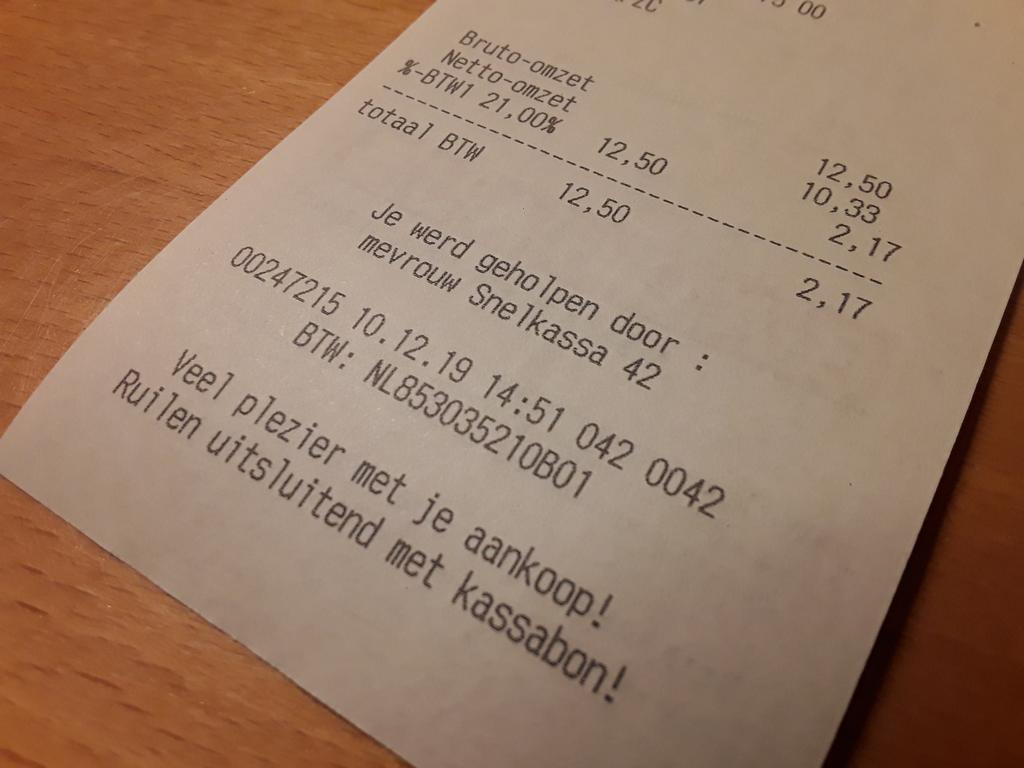 00
2C
Bruto-omzet 12,50
Netto-omzet 10,33
%-BTW1 21,00% 12,50 2,17
totaal BTW 12,50 2,17
Je werd geholpen door :
mevrouw Snelkassa 42
00247215 10.12.19 14:51 042 0042
BTW: NL853035210B01
Veel plezier met je aankoop!
Ruilen uitsluitend met kassabon!